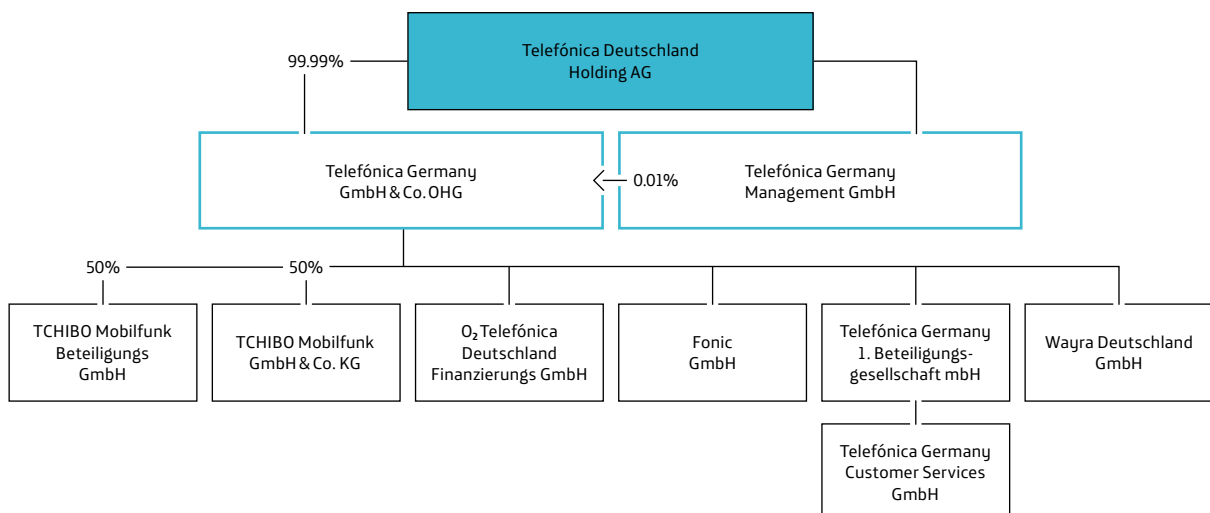 Telefónica Deutschland
Holding AG
99.99%
Telefónica Germany
GmbH & Co. OHG
0.01%
Telefónica Germany
Management GmbH
50%
50%
TCHIBO Mobilfunk
Beteiligungs
GmbH
TCHIBO Mobilfunk
GmbH & Co. KG
O₂ Telefónica
Deutschland
Finanzierungs GmbH
Fonic
GmbH
Telefónica Germany
1. Beteiligungs-
gesellschaft mbH
Wayra Deutschland
GmbH
Telefónica Germany
Customer Services
GmbH